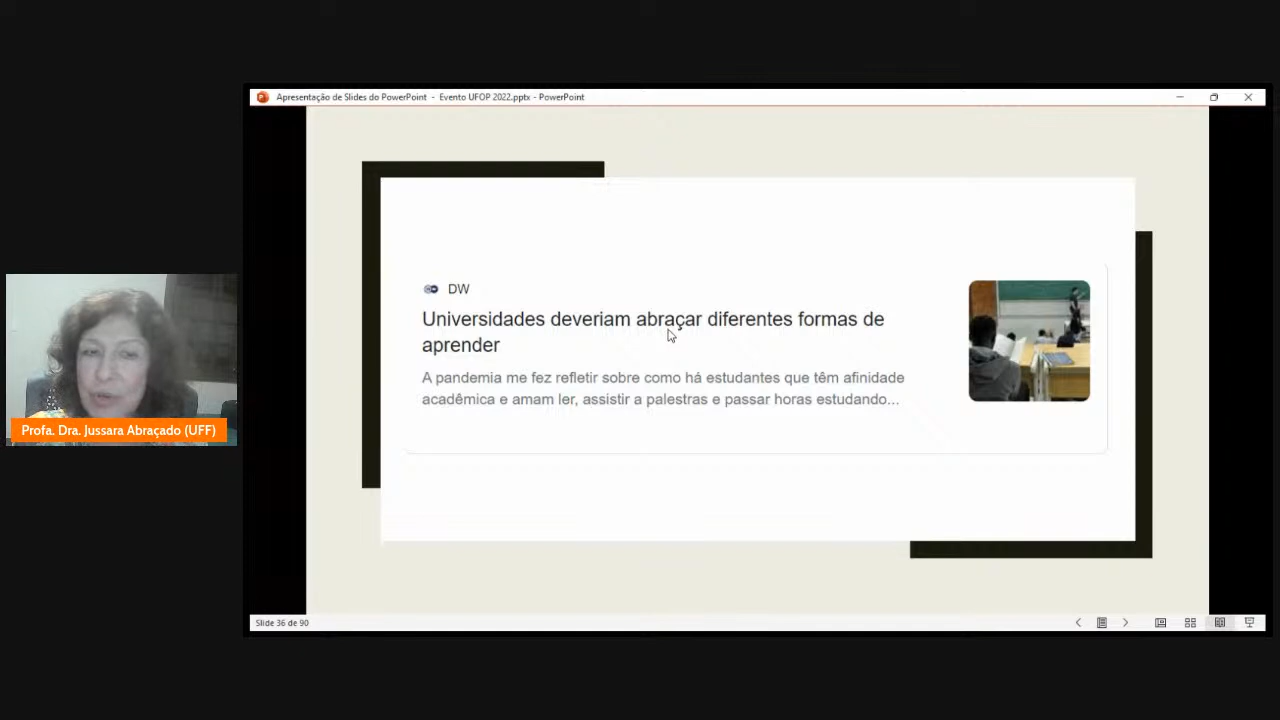 Apresentação de Slides do PowerPoint - Evento UFOP 2022.pptx - PowerPoint
DW
Universidades deveriam abraçar diferentes formas de
aprender
A pandemia me fez refletir sobre como há estudantes que têm afinidade
acadêmica e amam ler, assistir a palestras e passar horas estudando...
Profa. Dra. Jussara Abraçado (UFF)
Slide 36 de 90